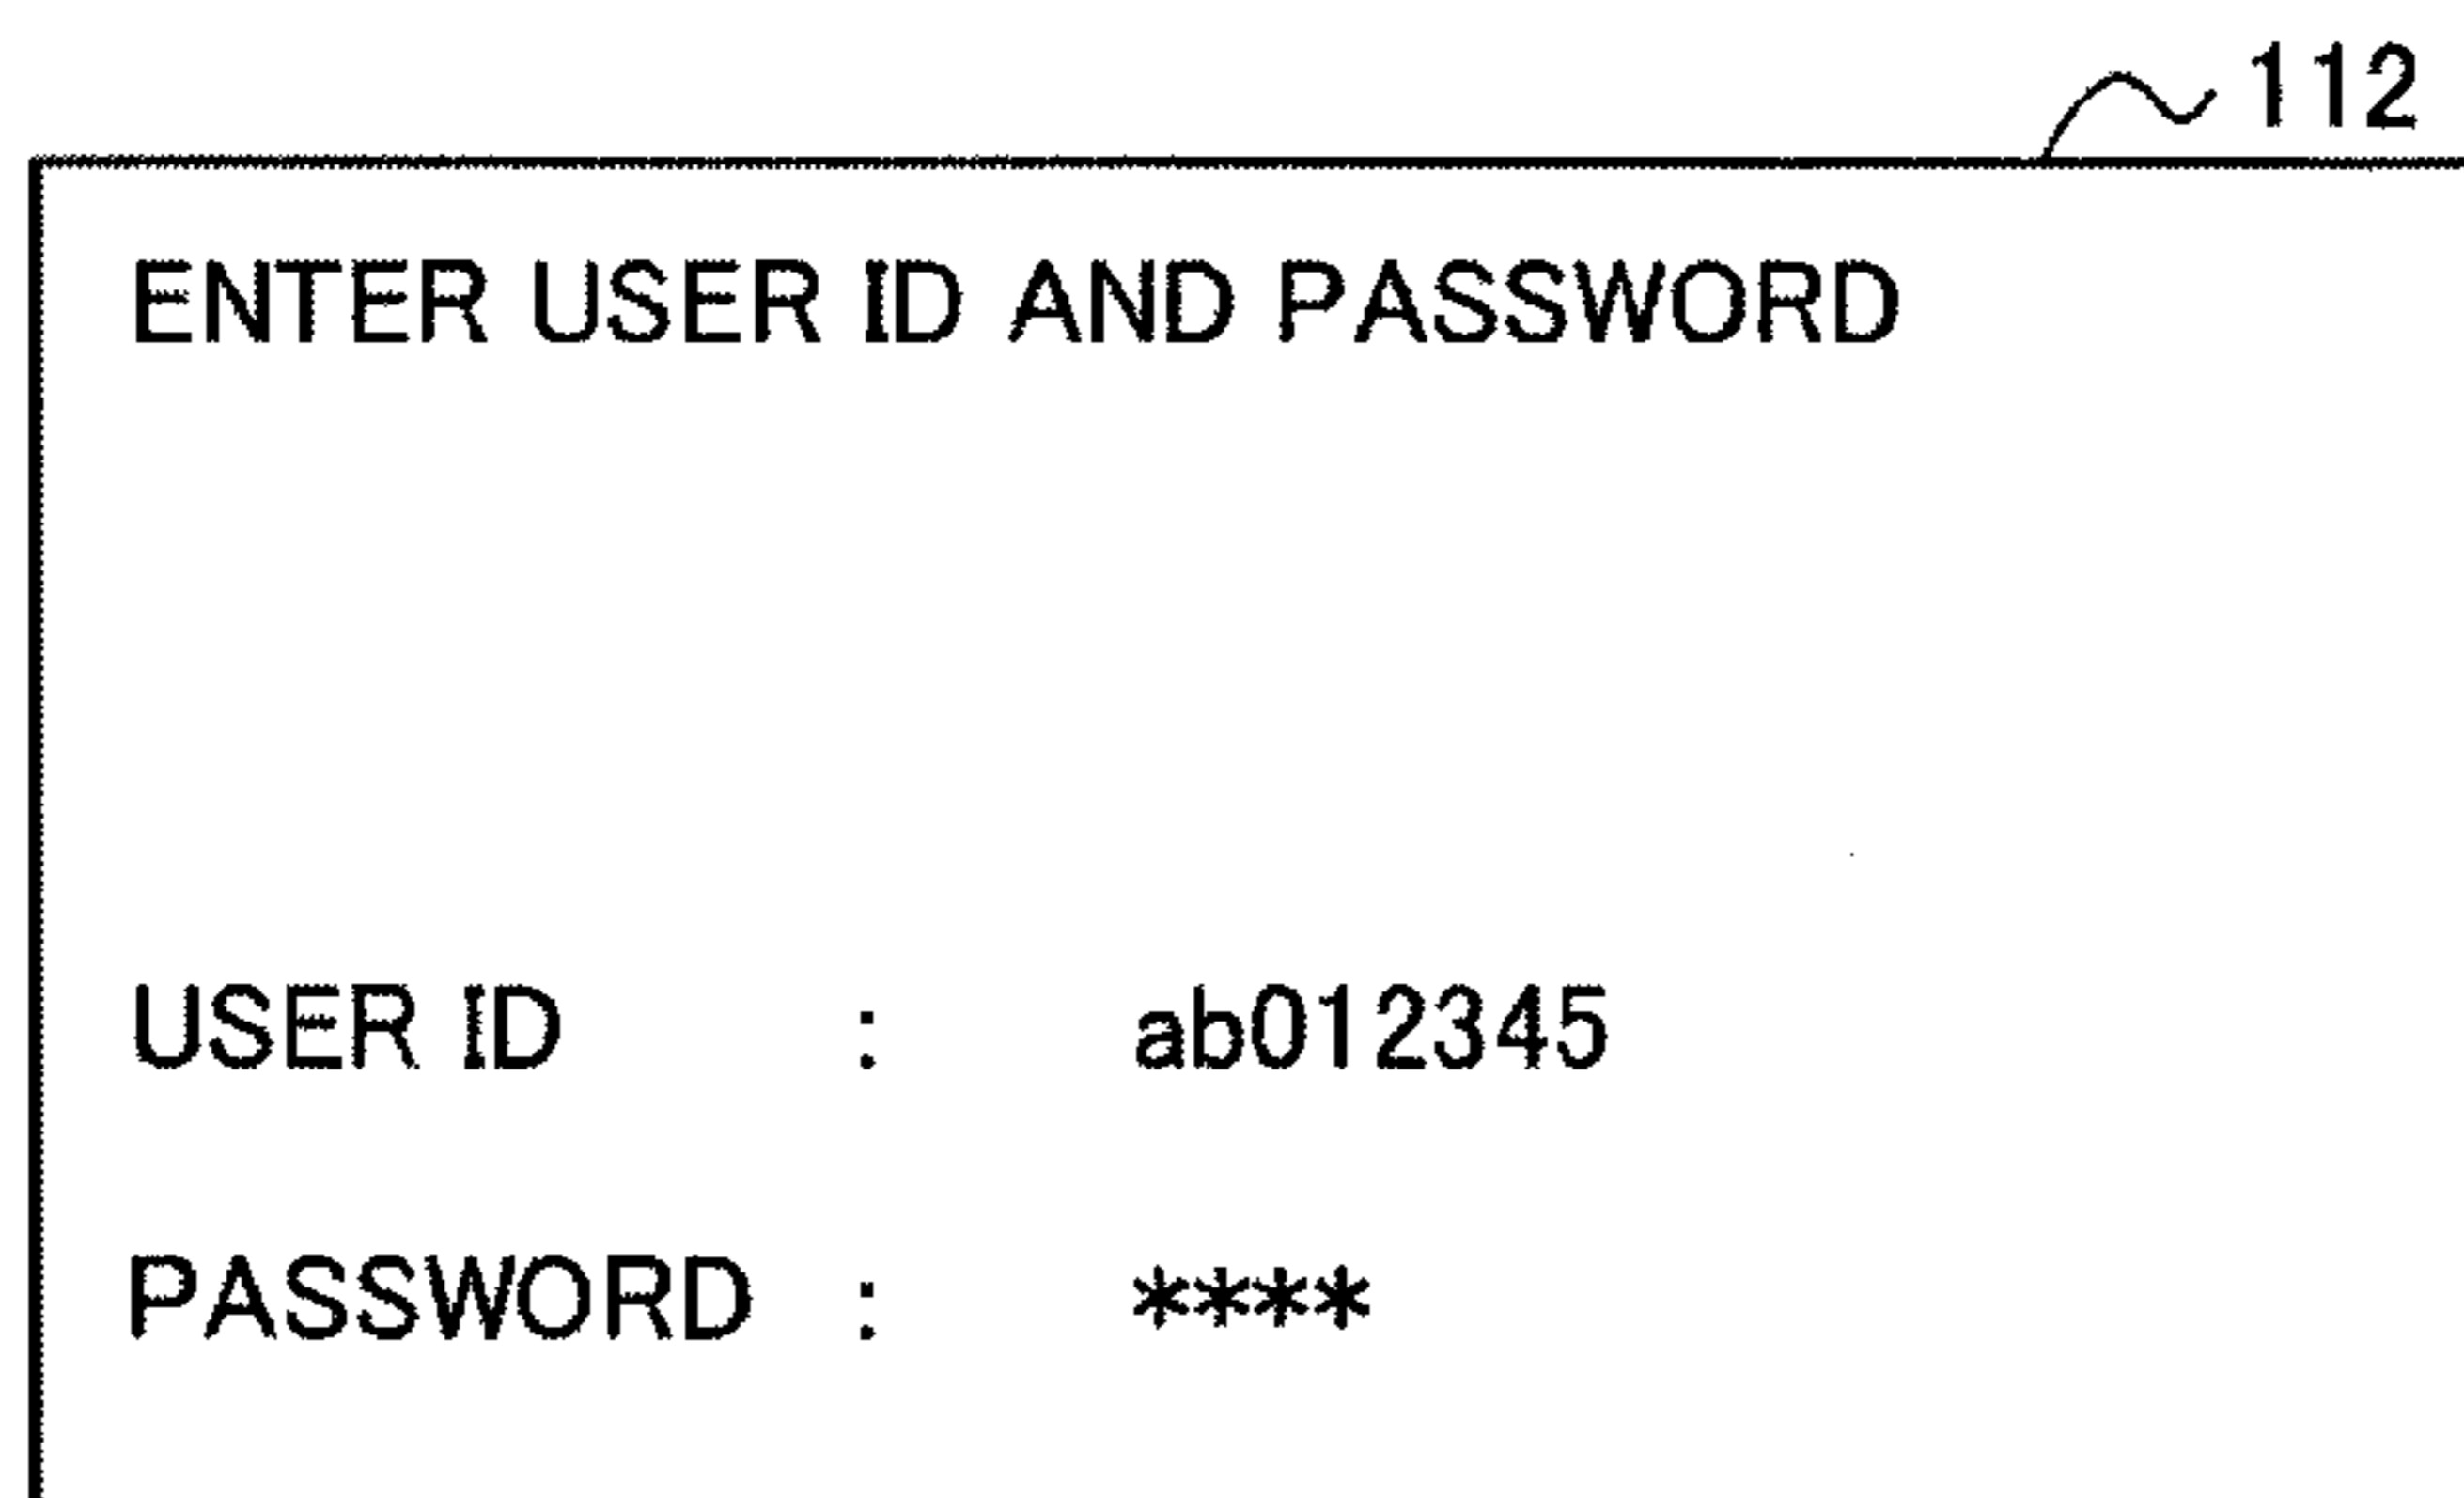 112
ENTER USER ID AND PASSWORD
USER ID : ab012345
PASSWORD : ****